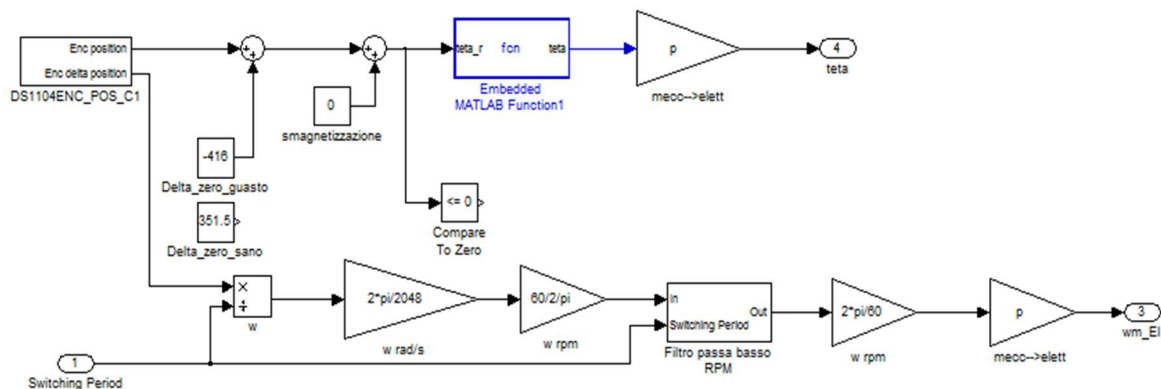 Enc position
Enc delta position
DS1104ENC_POS_C1
+
+
+
+
teta_r
fcn
teta
Embedded
MATLAB Function1
p
mecc-->elett
4
teta
0
smagnetizzazione
-416
Delta_zero_guasto
351.5
Delta_zero_sano
<= 0
Compare
To Zero
×
÷
w
2*pi/2048
w rad/s
60/2/pi
w rpm
In
Switching Period
Out
Filtro passa basso
RPM
2*pi/60
w rpm
p
mecc-->elett
3
wm_El
1
Switching Period